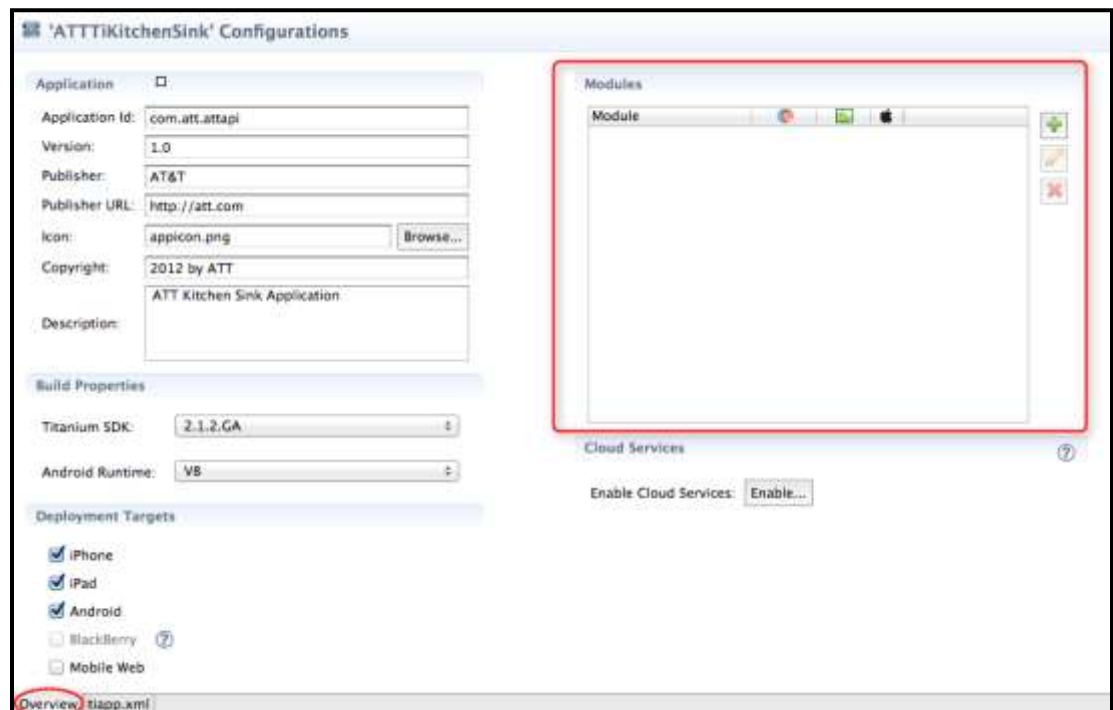 'ATTTiKitchenSink' Configurations
Application
Application Id: com.att.attapi
Version: 1.0
Publisher: AT&T
Publisher URL: http://att.com
Icon: appicon.png Browse...
Copyright: 2012 by ATT
Description: ATT Kitchen Sink Application
Build Properties
Titanium SDK: 2.1.2.GA
Android Runtime: V8
Deployment Targets
iPhone
iPad
Android
BlackBerry ?
Mobile Web
Modules
Module
Cloud Services ?
Enable Cloud Services: Enable...
Overview tiapp.xml